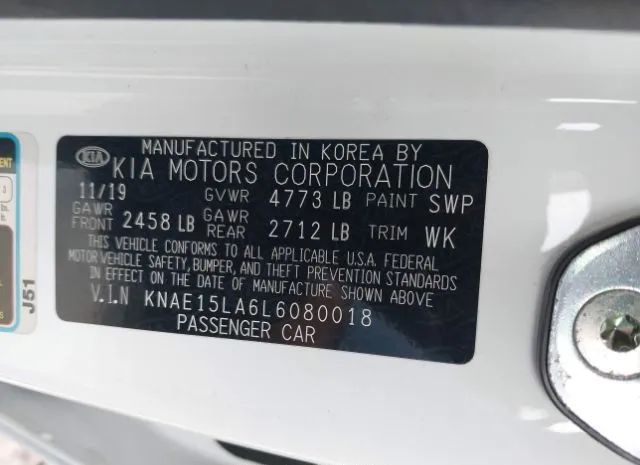 MANUFACTURED IN KOREA BY
KIA KIA MOTORS CORPORATION
11/19 GVWR 4773 LB PAINT SWP
GAWR FRONT 2458 LB GAWR REAR 2712 LB TRIM WK
THIS VEHICLE CONFORMS TO ALL APPLICABLE U.S.A. FEDERAL
MOTOR VEHICLE SAFETY, BUMPER, AND THEFT PREVENTION STANDARDS
IN EFFECT ON THE DATE OF MANUFACTURE SHOWN ABOVE
V.I.N KNAE15LA6L6080018
PASSENGER CAR
J51